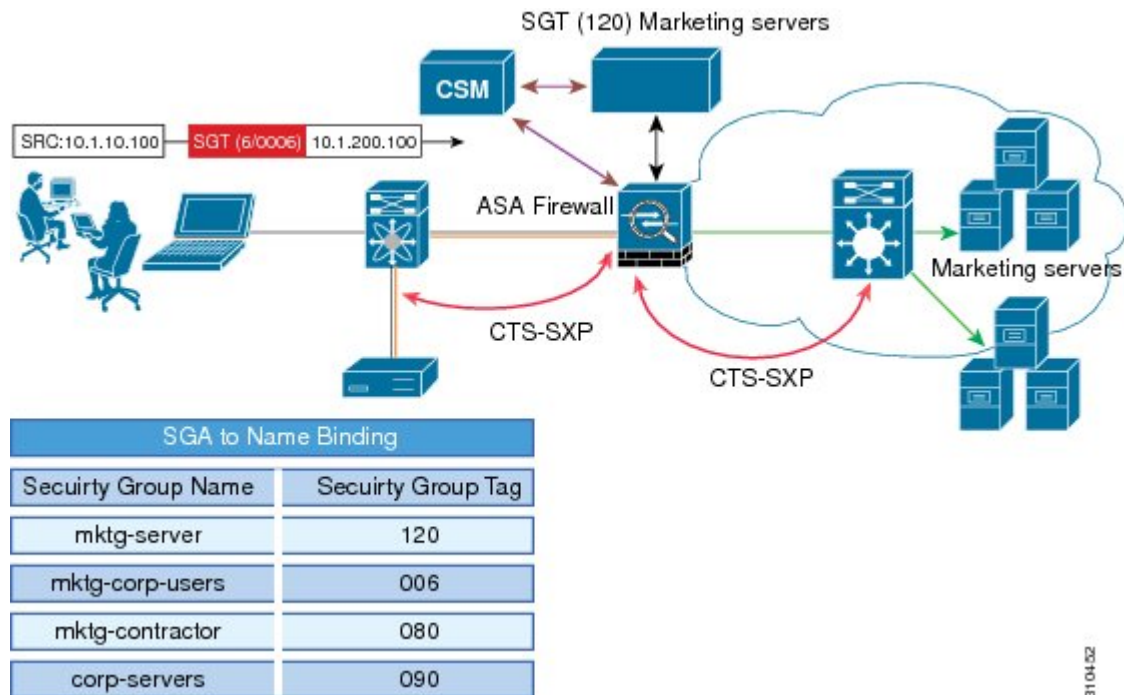 SGT (120) Marketing servers
CSM
SRC:10.1.10.100 SGT (6/0006) 10.1.200.100
ASA Firewall
Marketing servers
CTS-SXP
CTS-SXP
SGA to Name Binding
Secuirty Group Name Secuirty Group Tag
mktg-server 120
mktg-corp-users 006
mktg-contractor 080
corp-servers 090
310452